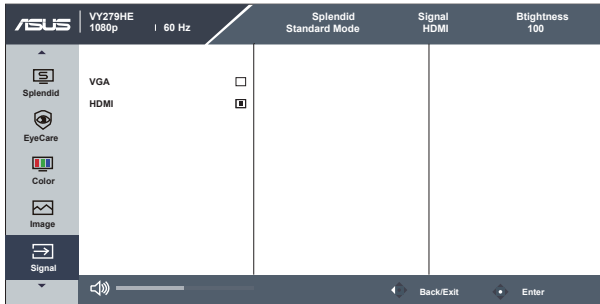 ASUS
VY279HE
1080p 60 Hz
Splendid
Standard Mode
Signal
HDMI
Btightness
100
Splendid
EyeCare
Color
Image
Signal
VGA
HDMI
Back/Exit
Enter